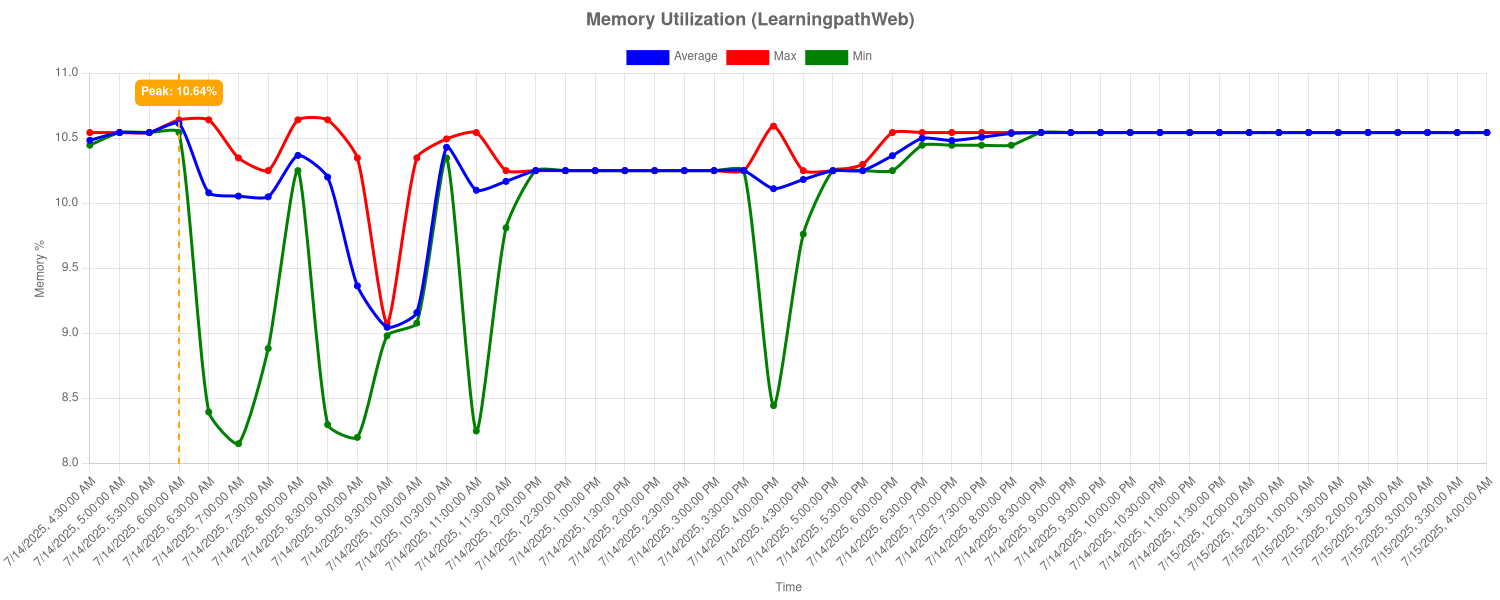 Memory Utilization (LearningpathWeb)
Average Max Min
11.0
Peak: 10.64%
10.5
10.0
9.5
Memory %
9.0
8.5
8.0
7/14/2025, 4:30:00 AM
7/14/2025, 5:00:00 AM
7/14/2025, 5:30:00 AM
7/14/2025, 6:00:00 AM
7/14/2025, 6:30:00 AM
7/14/2025, 7:00:00 AM
7/14/2025, 7:30:00 AM
7/14/2025, 8:00:00 AM
7/14/2025, 8:30:00 AM
7/14/2025, 9:00:00 AM
7/14/2025, 9:30:00 AM
7/14/2025, 10:00:00 AM
7/14/2025, 10:30:00 AM
7/14/2025, 11:00:00 AM
7/14/2025, 11:30:00 AM
7/14/2025, 12:00:00 PM
7/14/2025, 12:30:00 PM
7/14/2025, 1:00:00 PM
7/14/2025, 1:30:00 PM
7/14/2025, 2:00:00 PM
7/14/2025, 2:30:00 PM
7/14/2025, 3:00:00 PM
7/14/2025, 3:30:00 PM
7/14/2025, 4:00:00 PM
7/14/2025, 4:30:00 PM
7/14/2025, 5:00:00 PM
7/14/2025, 5:30:00 PM
7/14/2025, 6:00:00 PM
7/14/2025, 6:30:00 PM
7/14/2025, 7:00:00 PM
7/14/2025, 7:30:00 PM
7/14/2025, 8:00:00 PM
7/14/2025, 8:30:00 PM
7/14/2025, 9:00:00 PM
7/14/2025, 9:30:00 PM
7/14/2025, 10:00:00 PM
7/14/2025, 10:30:00 PM
7/14/2025, 11:00:00 PM
7/14/2025, 11:30:00 PM
7/15/2025, 12:00:00 AM
7/15/2025, 12:30:00 AM
7/15/2025, 1:00:00 AM
7/15/2025, 1:30:00 AM
7/15/2025, 2:00:00 AM
7/15/2025, 2:30:00 AM
7/15/2025, 3:00:00 AM
7/15/2025, 3:30:00 AM
7/15/2025, 4:00:00 AM
Time